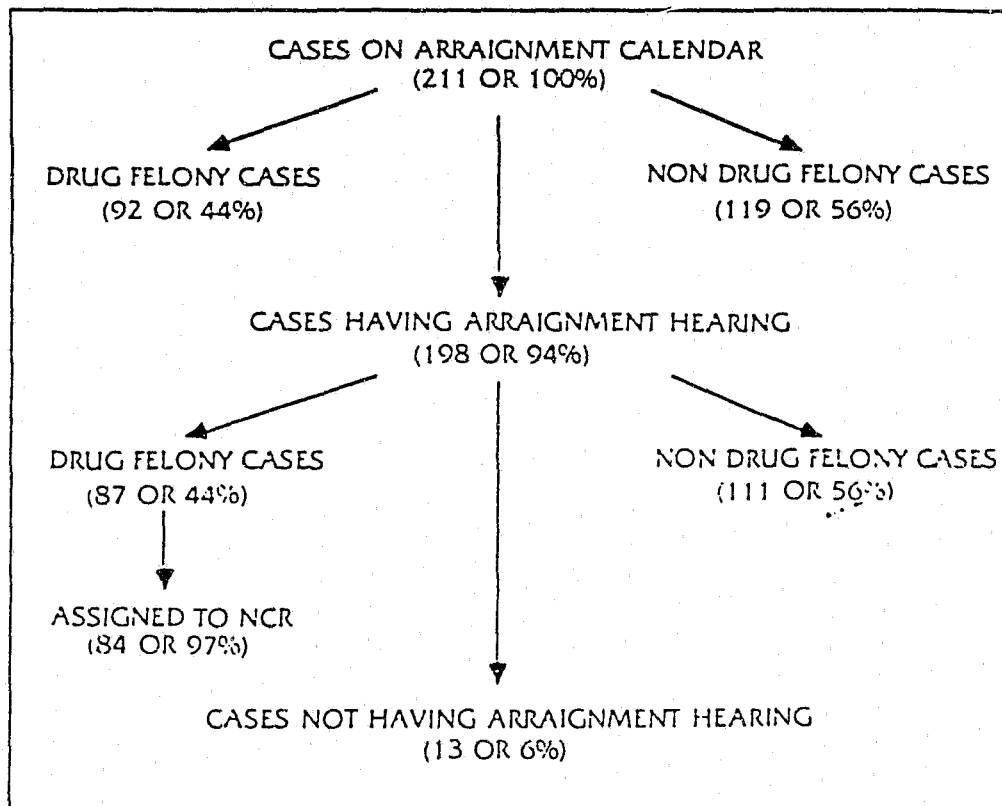 CASES ON ARRAIGNMENT CALENDAR
(211 OR 100%)
DRUG FELONY CASES
(92 OR 44%)
NON DRUG FELONY CASES
(119 OR 56%)
CASES HAVING ARRAIGNMENT HEARING
(198 OR 94%)
DRUG FELONY CASES
(87 OR 44%)
NON DRUG FELONY CASES
(111 OR 56%)
ASSIGNED TO NCR
(84 OR 97%)
CASES NOT HAVING ARRAIGNMENT HEARING
(13 OR 6%)